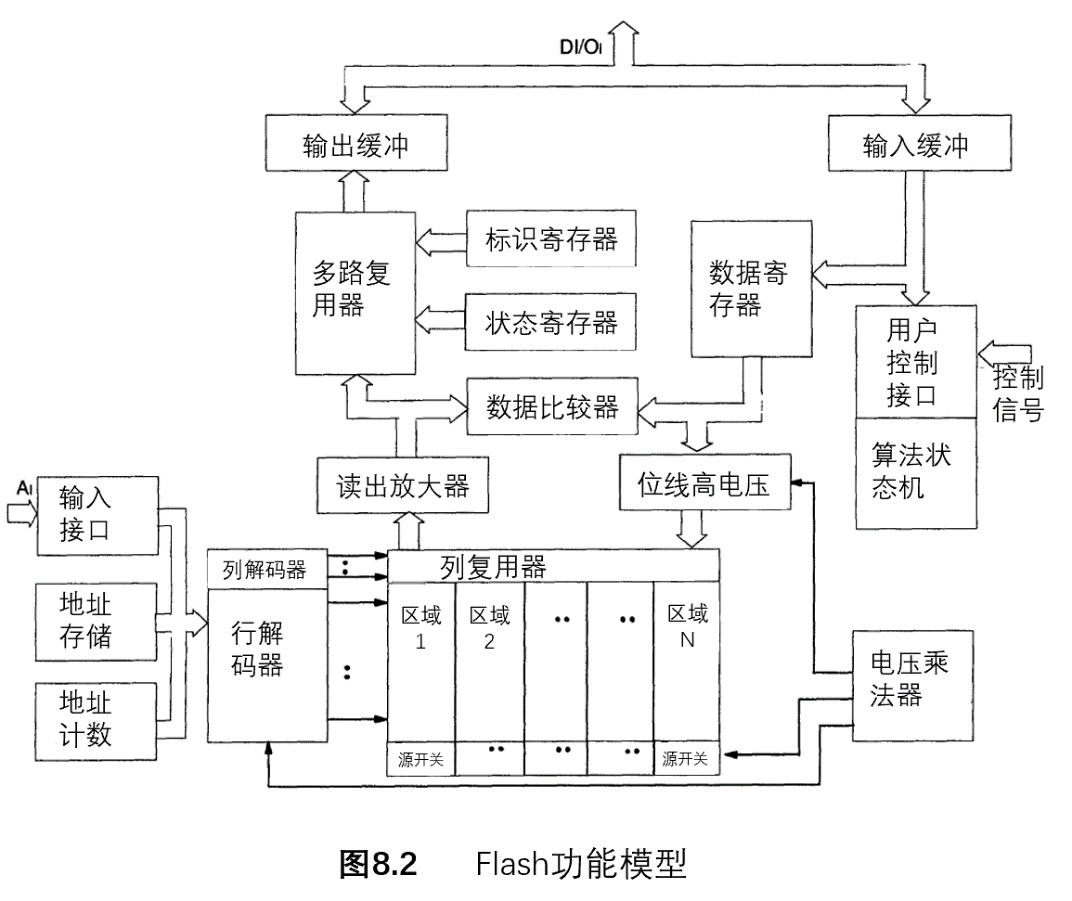 DI/Oı
输出缓冲
输入缓冲
标识寄存器
多路复
用器
数据寄
存器
状态寄存器
用户
控制
接口
控制
信号
数据比较器
算法状
态机
读出放大器
位线高电压
Aı
输入
接口
列解码器
列复用器
地址
存储
行解
码器
区域
1
区域
2
区域
N
电压乘
法器
地址
计数
源开关
源开关
图8.2 Flash功能模型